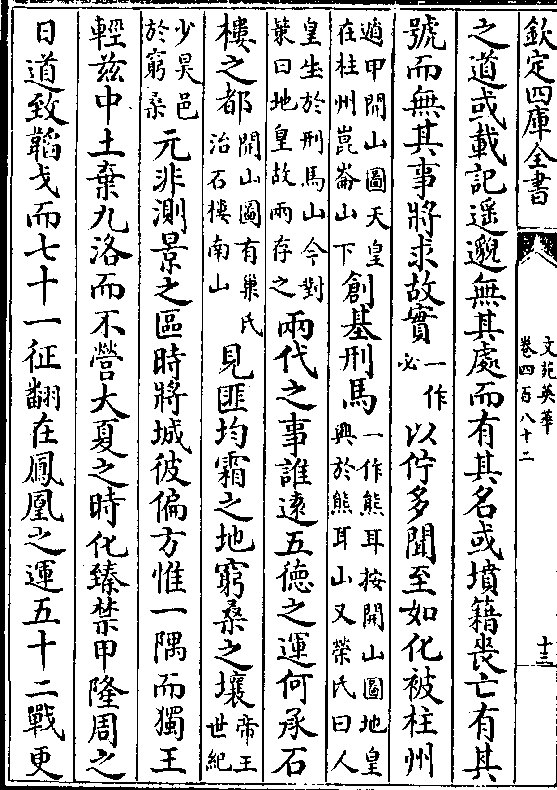 欽定四庫全書
文苑英華
卷四百八十二
十三
之道或載記遥邈無其處而有其名或墳籍喪亡有其
號而無其事將求故實一作必以佇多聞至如化被柱州
遁甲開山圖天皇在柱州崑崙山下創基刑馬一作熊耳按開山圖地皇興於熊耳山又榮氏曰人
皇生於刑馬山今對策曰地皇故兩存之兩代之事誰遠五德之運何承石
樓之都開山圖有巢氏治石樓南山見匪均霜之地窮桑之壤帝王世紀
少昊邑於窮桑元非測景之區時將城彼偏方惟一隅而獨王
輕兹中土棄九洛而不營大夏之時化臻禁甲隆周之
日道致韜戈而七十一征翻在鳳凰之運五十二戰更